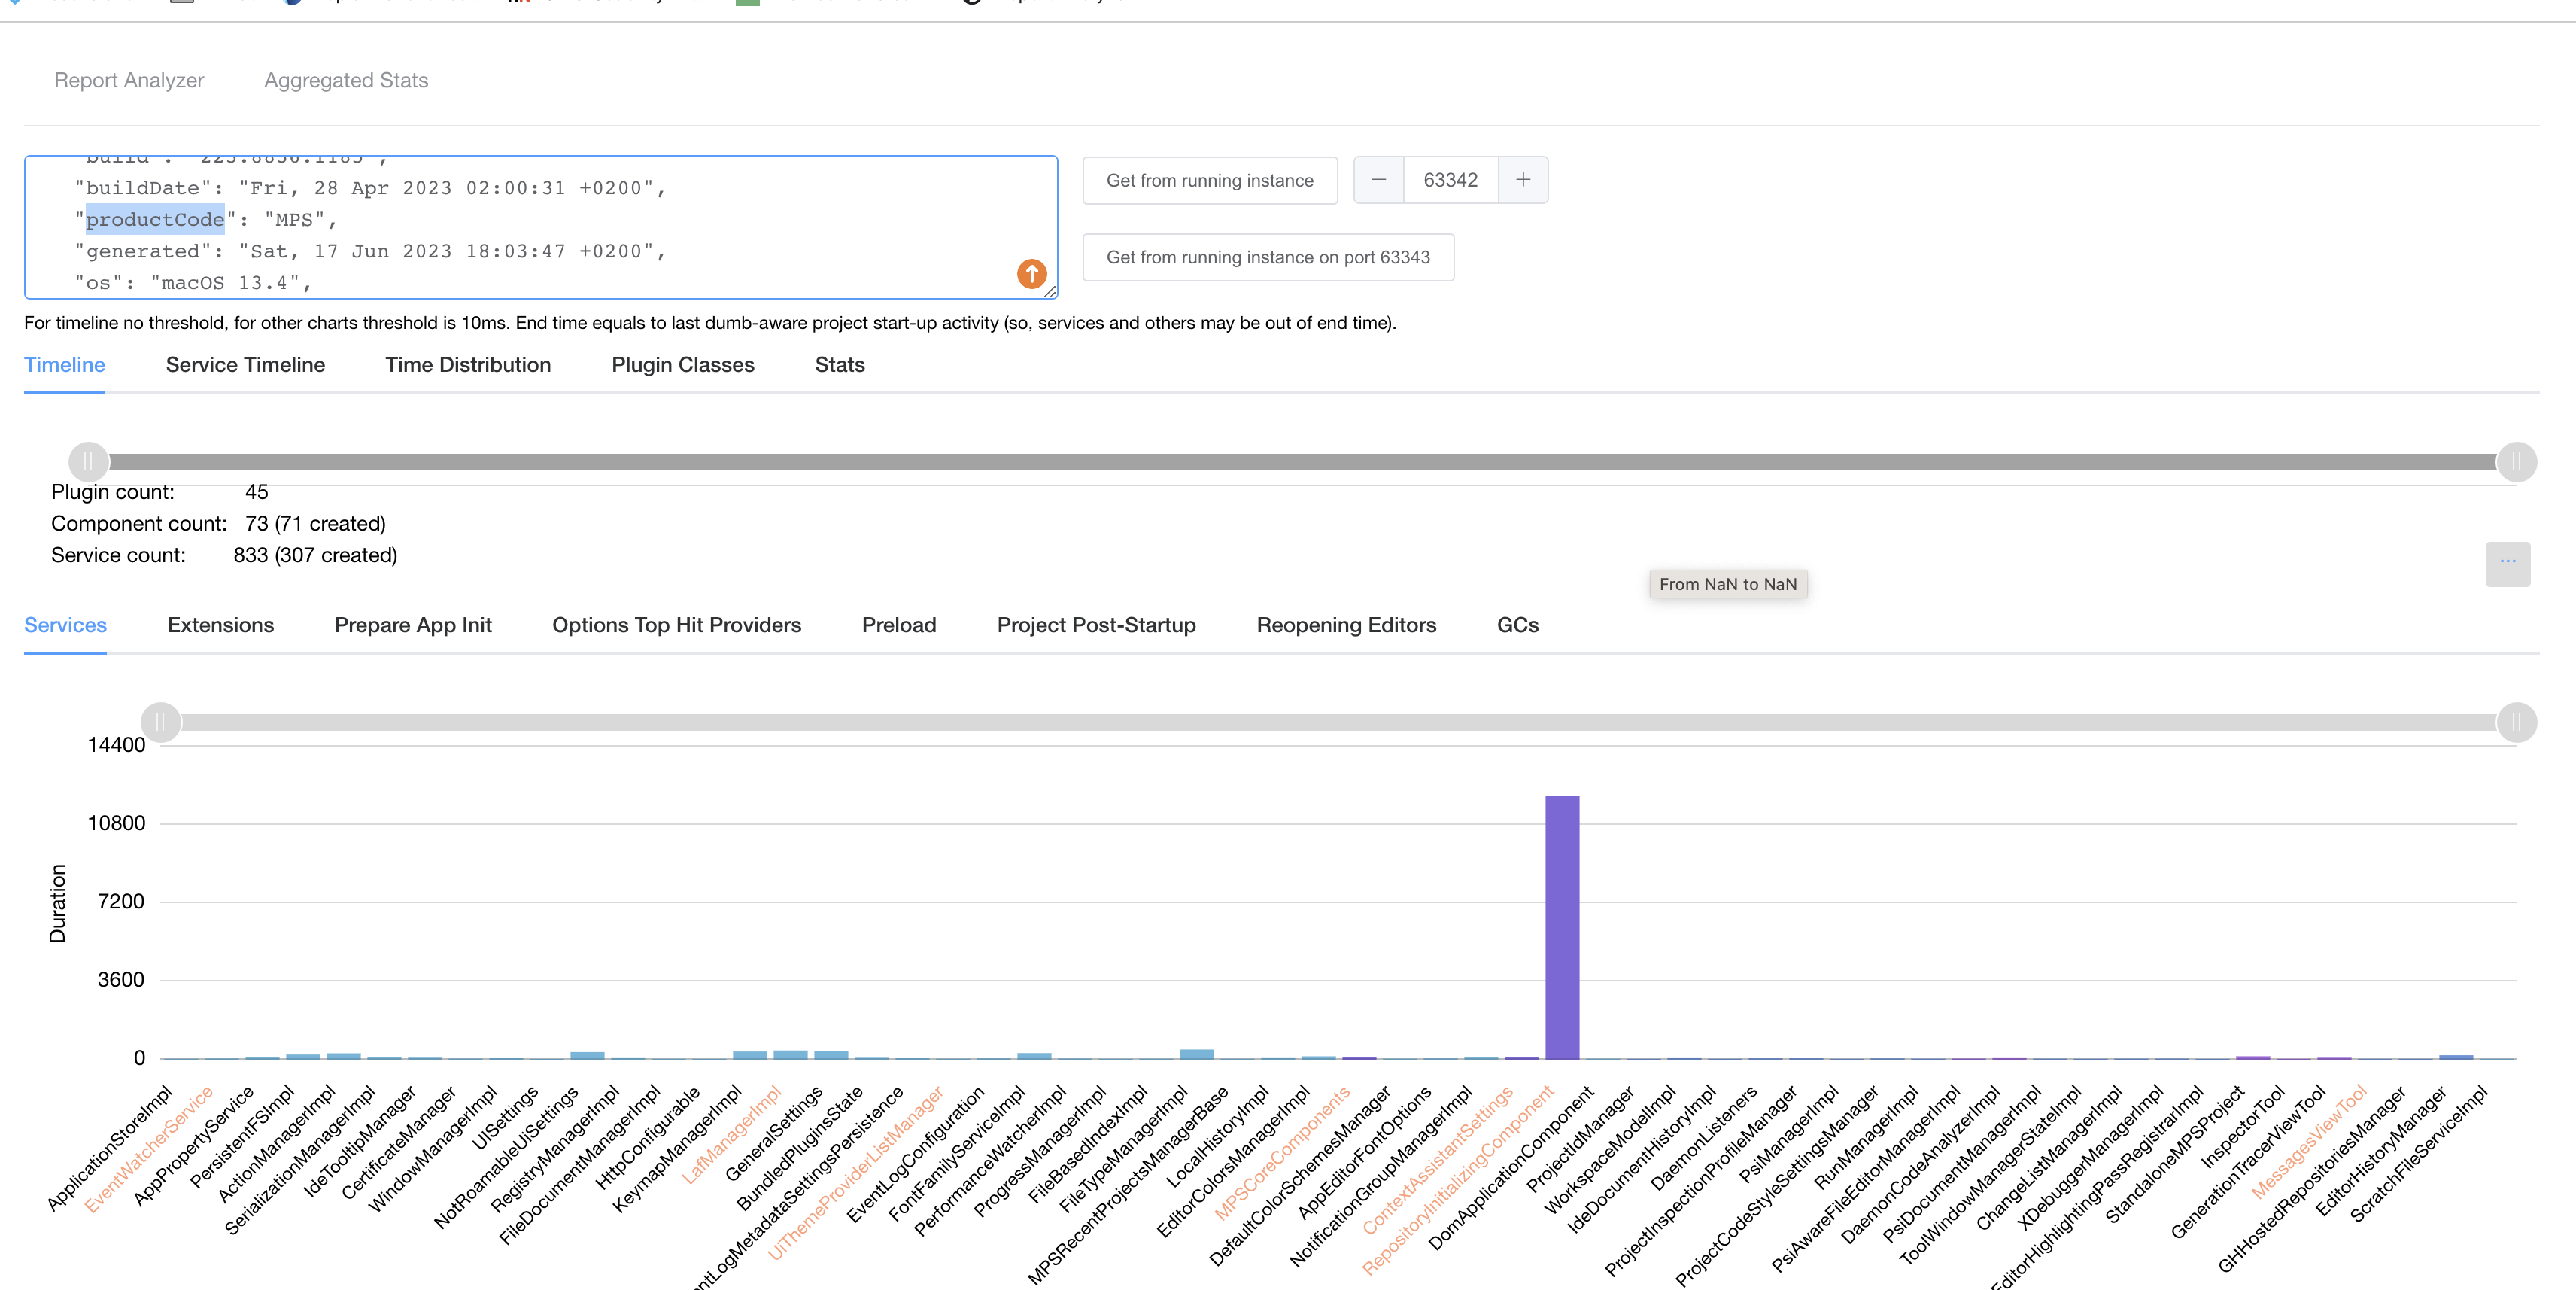 Report Analyzer Aggregated Stats
"buildDate": "Fri, 28 Apr 2023 02:00:31 +0200",
"productCode": "MPS",
"generated": "Sat, 17 Jun 2023 18:03:47 +0200",
"os": "macOS 13.4",
Get from running instance
63342
Get from running instance on port 63343
For timeline no threshold, for other charts threshold is 10ms. End time equals to last dumb-aware project start-up activity (so, services and others may be out of end time).
Timeline Service Timeline Time Distribution Plugin Classes Stats
Plugin count: 45
Component count: 73 (71 created)
Service count: 833 (307 created)
...
From NaN to NaN
Services Extensions Prepare App Init Options Top Hit Providers Preload Project Post-Startup Reopening Editors GCs
14400
10800
7200
3600
0
Duration
ApplicationStoreImpl
EventWatcherService
AppPropertyService
PersistentFSImpl
ActionManagerImpl
SerializationManagerImpl
IdeTooltipManager
CertificateManager
WindowManagerImpl
UISettings
NotRoamableUiSettings
RegistryManagerImpl
FileDocumentManagerImpl
HttpConfigurable
KeymapManagerImpl
LafManagerImpl
GeneralSettings
BundledPluginsState
ntLogMetadataSettingsPersistence
UiThemeProviderListManager
EventLogConfiguration
FontFamilyServiceImpl
PerformanceWatcherImpl
ProgressManagerImpl
FileBasedIndexImpl
FileTypeManagerImpl
MPSRecentProjectsManagerBase
LocalHistoryImpl
EditorColorsManagerImpl
MPSCoreComponents
DefaultColorSchemesManager
AppEditorFontOptions
NotificationGroupManagerImpl
ContextAssistantSettings
RepositoryInitializingComponent
DomApplicationComponent
ProjectIdManager
WorkspaceModelImpl
IdeDocumentHistoryImpl
DaemonListeners
ProjectInspectionProfileManager
PsiManagerImpl
ProjectCodeStyleSettingsManager
RunManagerImpl
PsiAwareFileEditorManagerImpl
DaemonCodeAnalyzerImpl
PsiDocumentManagerImpl
ToolWindowManagerStateImpl
ChangeListManagerImpl
XDebuggerManagerImpl
EditorHighlightingPassRegistrarImpl
StandaloneMPSProject
InspectorTool
GenerationTracerViewTool
MessagesViewTool
GHHostedRepositoriesManager
EditorHistoryManager
ScratchFileServiceImpl